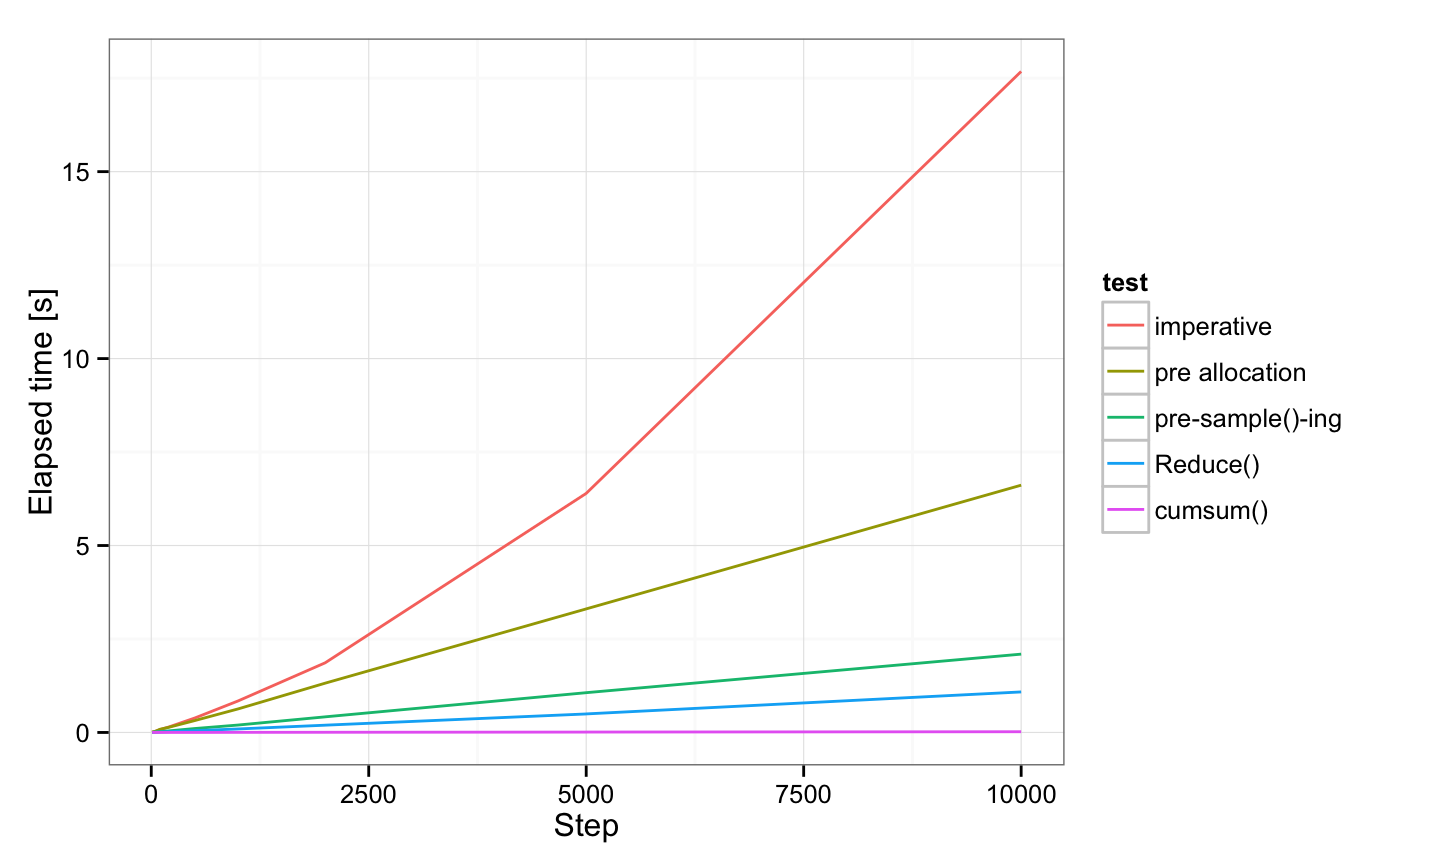 Elapsed time [s]
15
10
5
0
0 2500 5000 7500 10000
Step
test
imperative
pre allocation
pre-sample()-ing
Reduce()
cumsum()